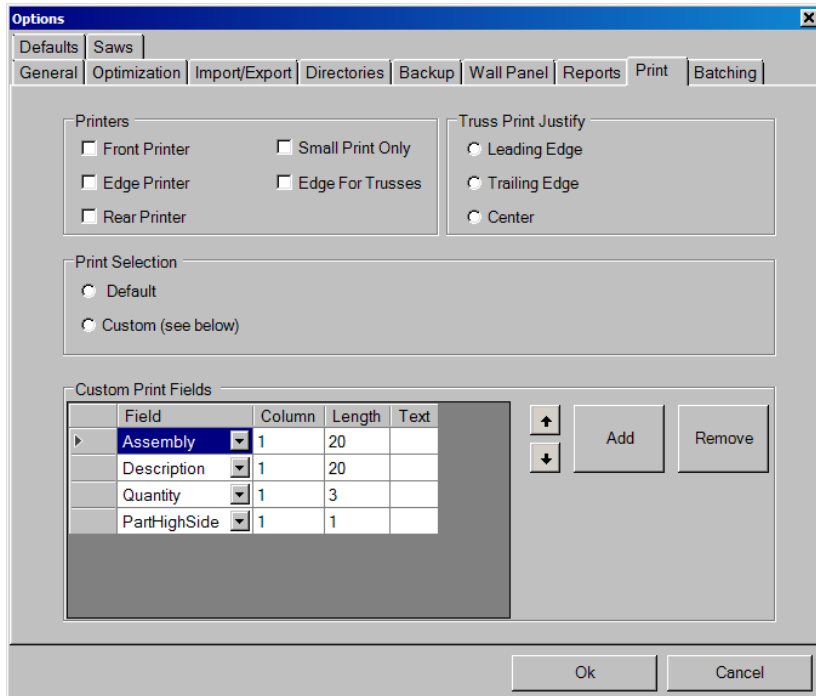 Options
Defaults Saws
General Optimization Import/Export Directories Backup Wall Panel Reports Print Batching
Printers
Front Printer Small Print Only
Edge Printer Edge For Trusses
Rear Printer
Truss Print Justify
Leading Edge
Trailing Edge
Center
Print Selection
Default
Custom (see below)
Custom Print Fields
Field Column Length Text
Assembly 1 20
Description 1 20
Quantity 1 3
PartHighSide 1 1
Add Remove
Ok Cancel